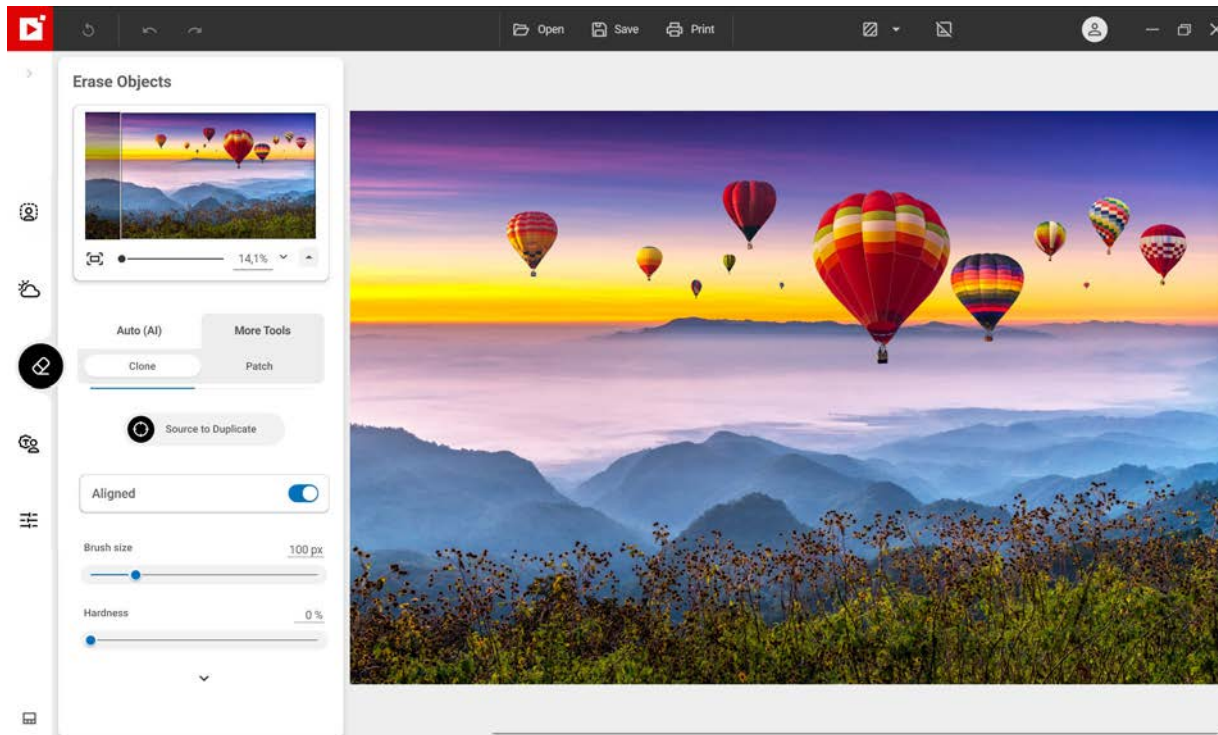 Open Save Print
Erase Objects
14,1%
Auto (AI) More Tools
Clone Patch
Source to Duplicate
Aligned
Brush size 100 px
Hardness 0 %